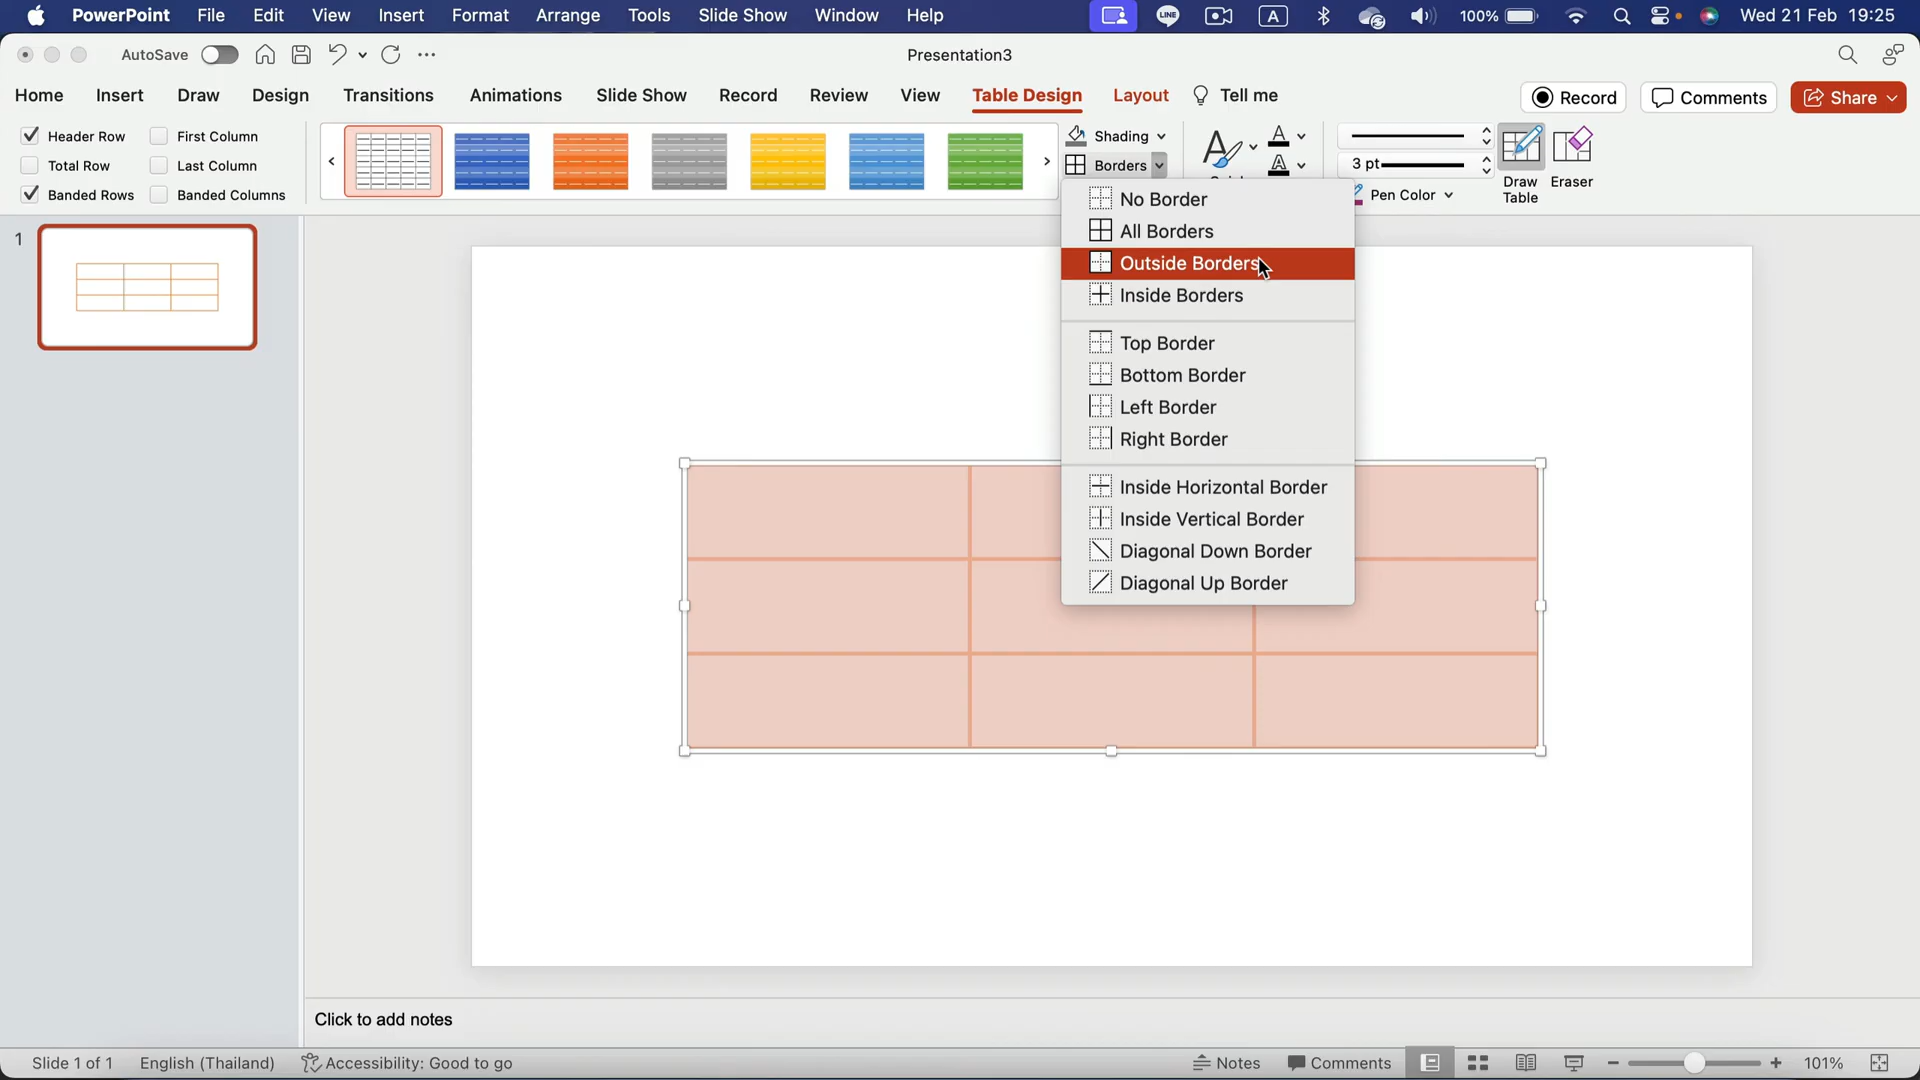 PowerPoint File Edit View Insert Format Arrange Tools Slide Show Window Help A 100% Wed 21 Feb 19:25
AutoSave Presentation3
Home Insert Draw Design Transitions Animations Slide Show Record Review View Table Design Layout Tell me Record Comments Share
Header Row First Column Shading
Total Row Last Column Borders 3 pt
Banded Rows Banded Columns Pen Color
Draw Table
Eraser
No Border
All Borders
Outside Borders
Inside Borders
Top Border
Bottom Border
Left Border
Right Border
Inside Horizontal Border
Inside Vertical Border
Diagonal Down Border
Diagonal Up Border
1
Click to add notes
Slide 1 of 1 English (Thailand) Accessibility: Good to go Notes Comments 101%